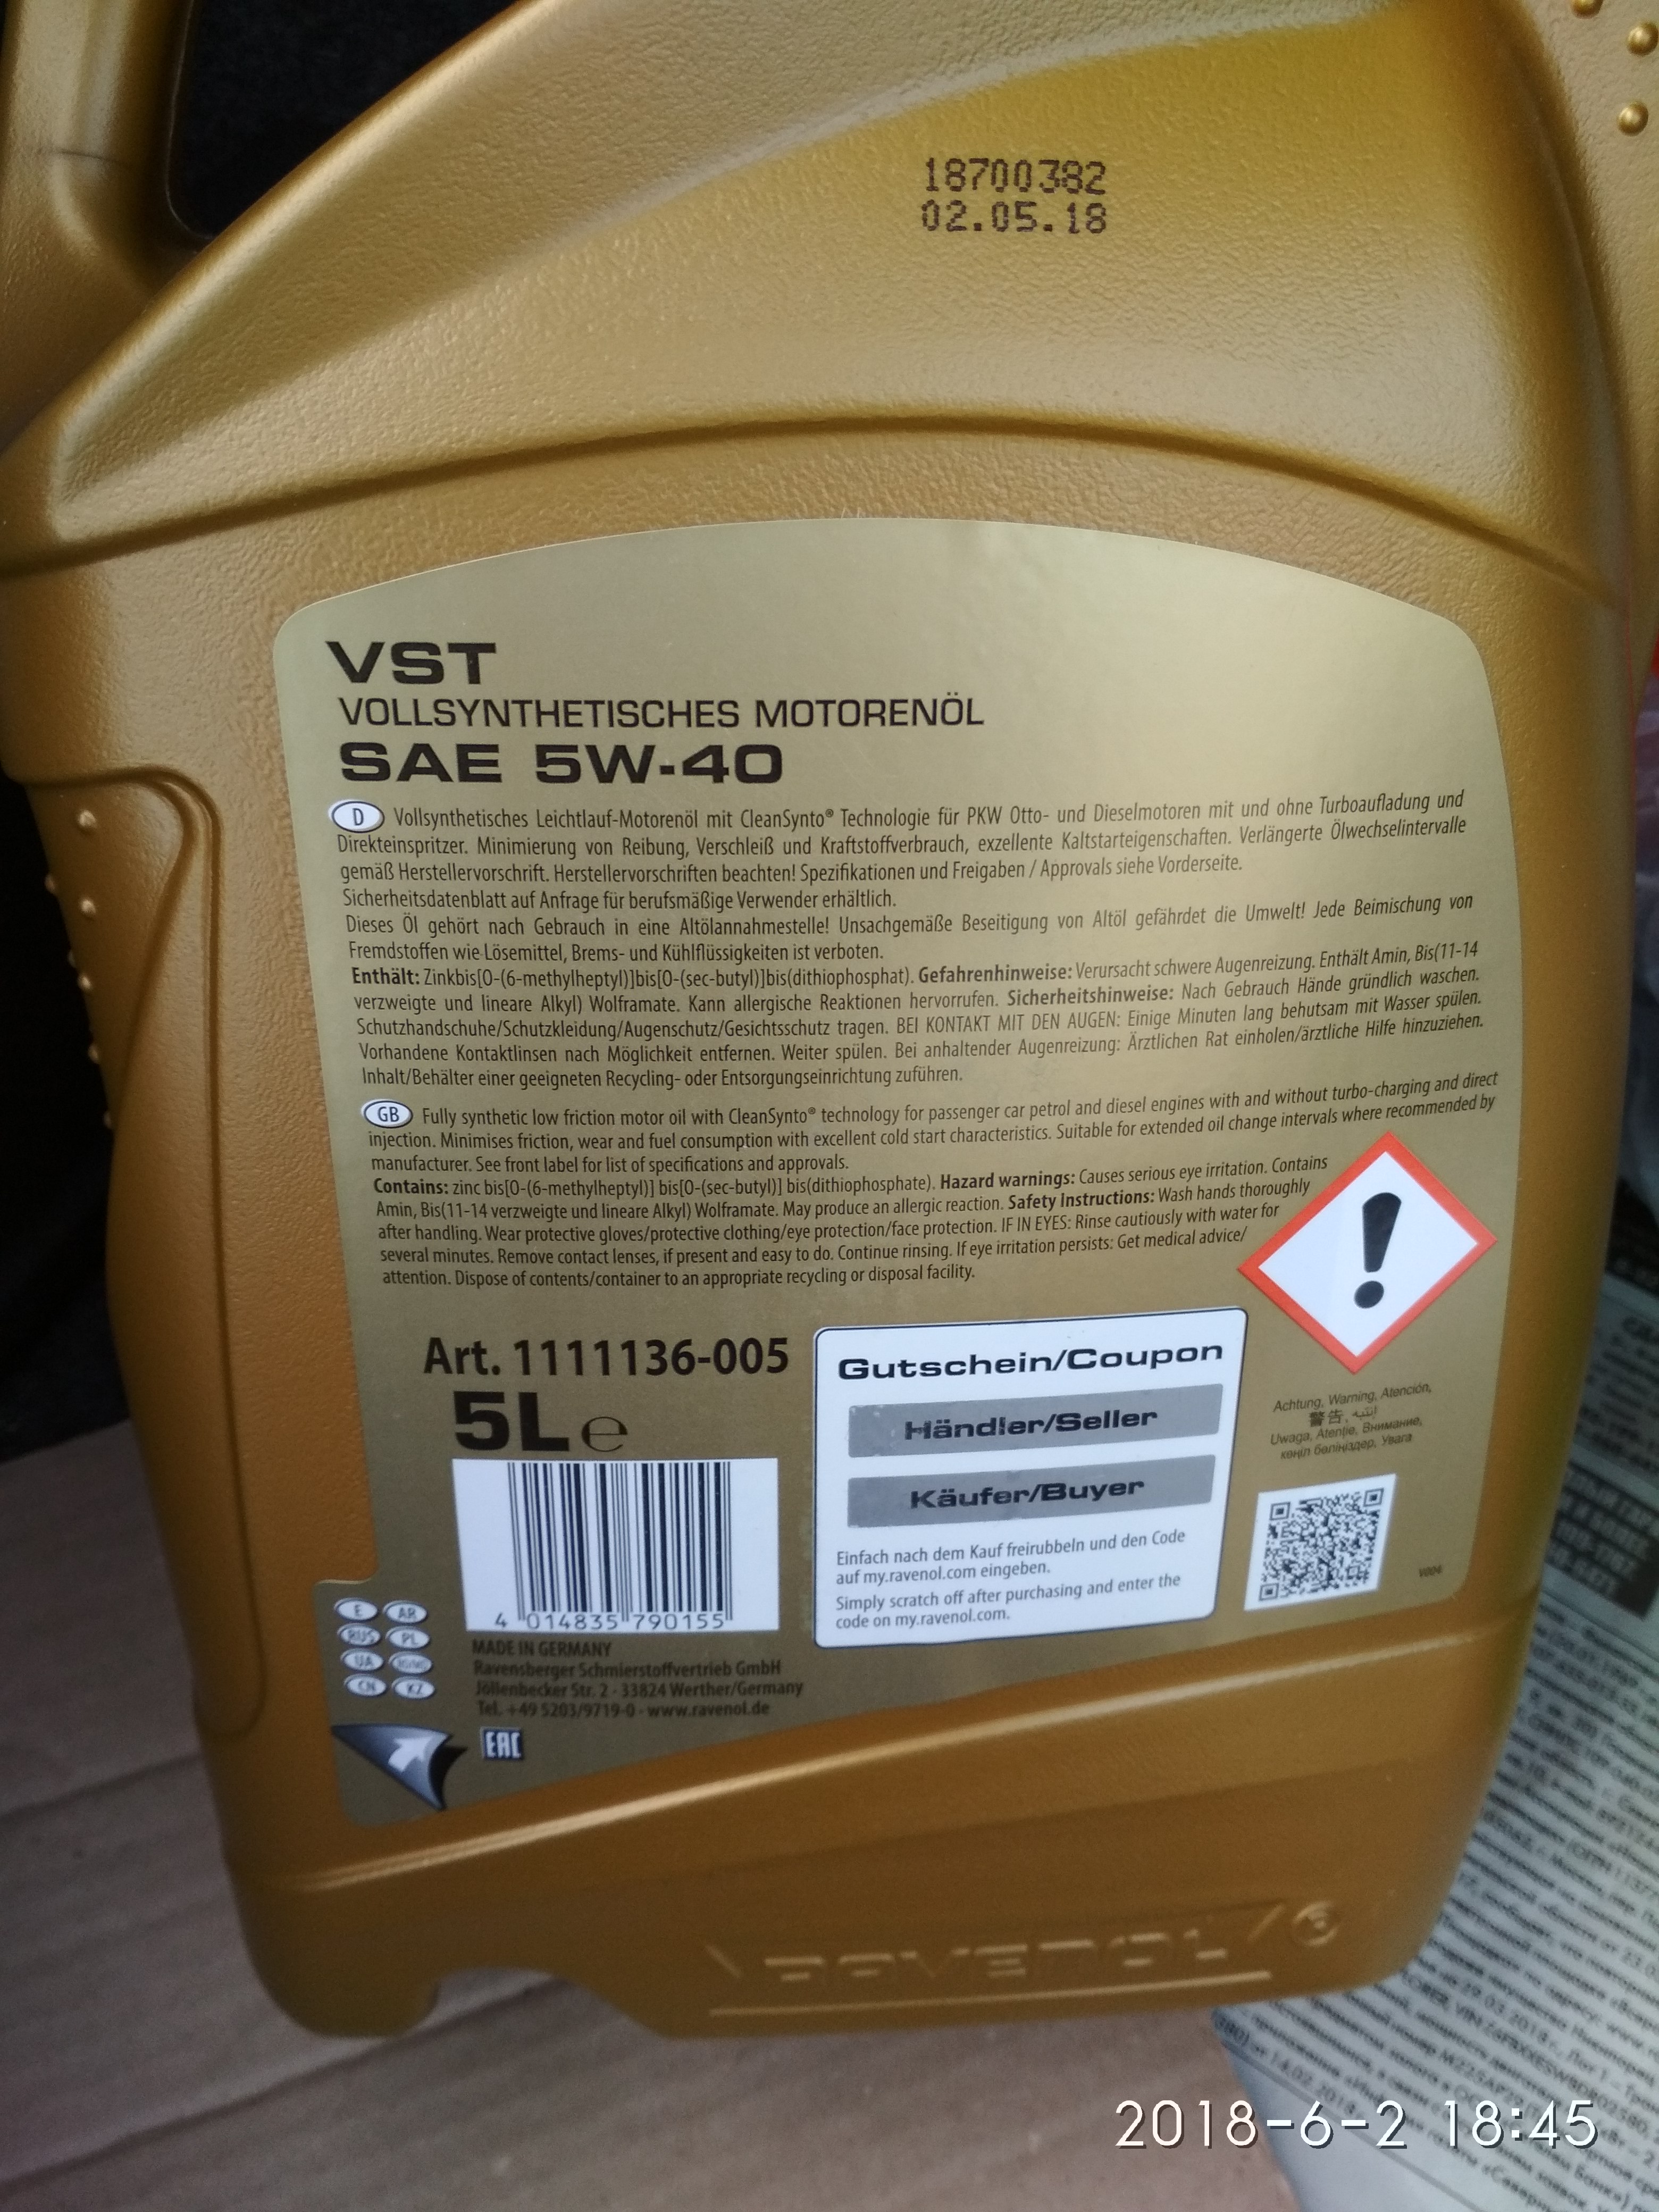 18700382
02.05.18
VST
VOLLSYNTHETISCHES MOTORENÖL
SAE 5W-40
D Vollsynthetisches Leichtlauf-Motorenöl mit CleanSynto® Technologie für PKW Otto- und Dieselmotoren mit und ohne Turboaufladung und
Direkteinspritzer. Minimierung von Reibung, Verschleiß und Kraftstoffverbrauch, exzellente Kaltstarteigenschaften. Verlängerte Ölwechselintervalle
gemäß Herstellervorschrift. Herstellervorschriften beachten! Spezifikationen und Freigaben / Approvals siehe Vorderseite.
Sicherheitsdatenblatt auf Anfrage für berufsmäßige Verwender erhältlich.
Dieses Öl gehört nach Gebrauch in eine Altölannahmestelle! Unsachgemäße Beseitigung von Altöl gefährdet die Umwelt! Jede Beimischung von
Fremdstoffen wie Lösemittel, Brems- und Kühlflüssigkeiten ist verboten.
Enthält: Zinkbis[O-(6-methylheptyl)]bis[O-(sec-butyl)]bis(dithiophosphat). Gefahrenhinweise: Verursacht schwere Augenreizung. Enthält Amin, Bis(11-14
verzweigte und lineare Alkyl) Wolframate. Kann allergische Reaktionen hervorrufen. Sicherheitshinweise: Nach Gebrauch Hände gründlich waschen.
Schutzhandschuhe/Schutzkleidung/Augenschutz/Gesichtsschutz tragen. BEI KONTAKT MIT DEN AUGEN: Einige Minuten lang behutsam mit Wasser spülen.
Vorhandene Kontaktlinsen nach Möglichkeit entfernen. Weiter spülen. Bei anhaltender Augenreizung: Ärztlichen Rat einholen/ärztliche Hilfe hinzuziehen.
Inhalt/Behälter einer geeigneten Recycling- oder Entsorgungseinrichtung zuführen.
GB Fully synthetic low friction motor oil with CleanSynto® technology for passenger car petrol and diesel engines with and without turbo-charging and direct
injection. Minimises friction, wear and fuel consumption with excellent cold start characteristics. Suitable for extended oil change intervals where recommended by
manufacturer. See front label for list of specifications and approvals.
Contains: zinc bis[O-(6-methylheptyl)] bis[O-(sec-butyl)] bis(dithiophosphate). Hazard warnings: Causes serious eye irritation. Contains
Amin, Bis(11-14 verzweigte und lineare Alkyl) Wolframate. May produce an allergic reaction. Safety Instructions: Wash hands thoroughly
after handling. Wear protective gloves/protective clothing/eye protection/face protection. IF IN EYES: Rinse cautiously with water for
several minutes. Remove contact lenses, if present and easy to do. Continue rinsing. If eye irritation persists: Get medical advice/
attention. Dispose of contents/container to an appropriate recycling or disposal facility.
Art. 1111136-005
5L e
4 014835 790155
Gutschein/Coupon
Händler/Seller
Käufer/Buyer
Einfach nach dem Kauf freirubbeln und den Code
auf my.ravenol.com eingeben.
Simply scratch off after purchasing and enter the
code on my.ravenol.com.
Achtung, Warning, Atención,
警告, انتبه
Uwaga, Atenţie, Внимание,
көңіл бөліңіздер, Увага
V004
E AR
RUS PL
UA
CN KZ
MADE IN GERMANY
Ravensberger Schmierstoffvertrieb GmbH
Jöllenbecker Str. 2 - 33824 Werther/Germany
Tel. +49 5203/9719-0 - www.ravenol.de
EAC
RAVENOL
2018-6-2 18:45